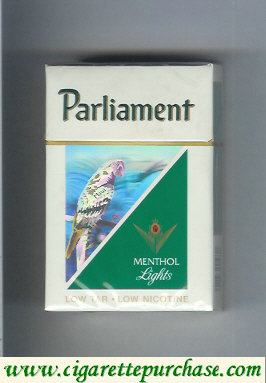 Parliament
MENTHOL
Lights
LOW TAR • LOW NICOTINE
www.cigarettepurchase.com